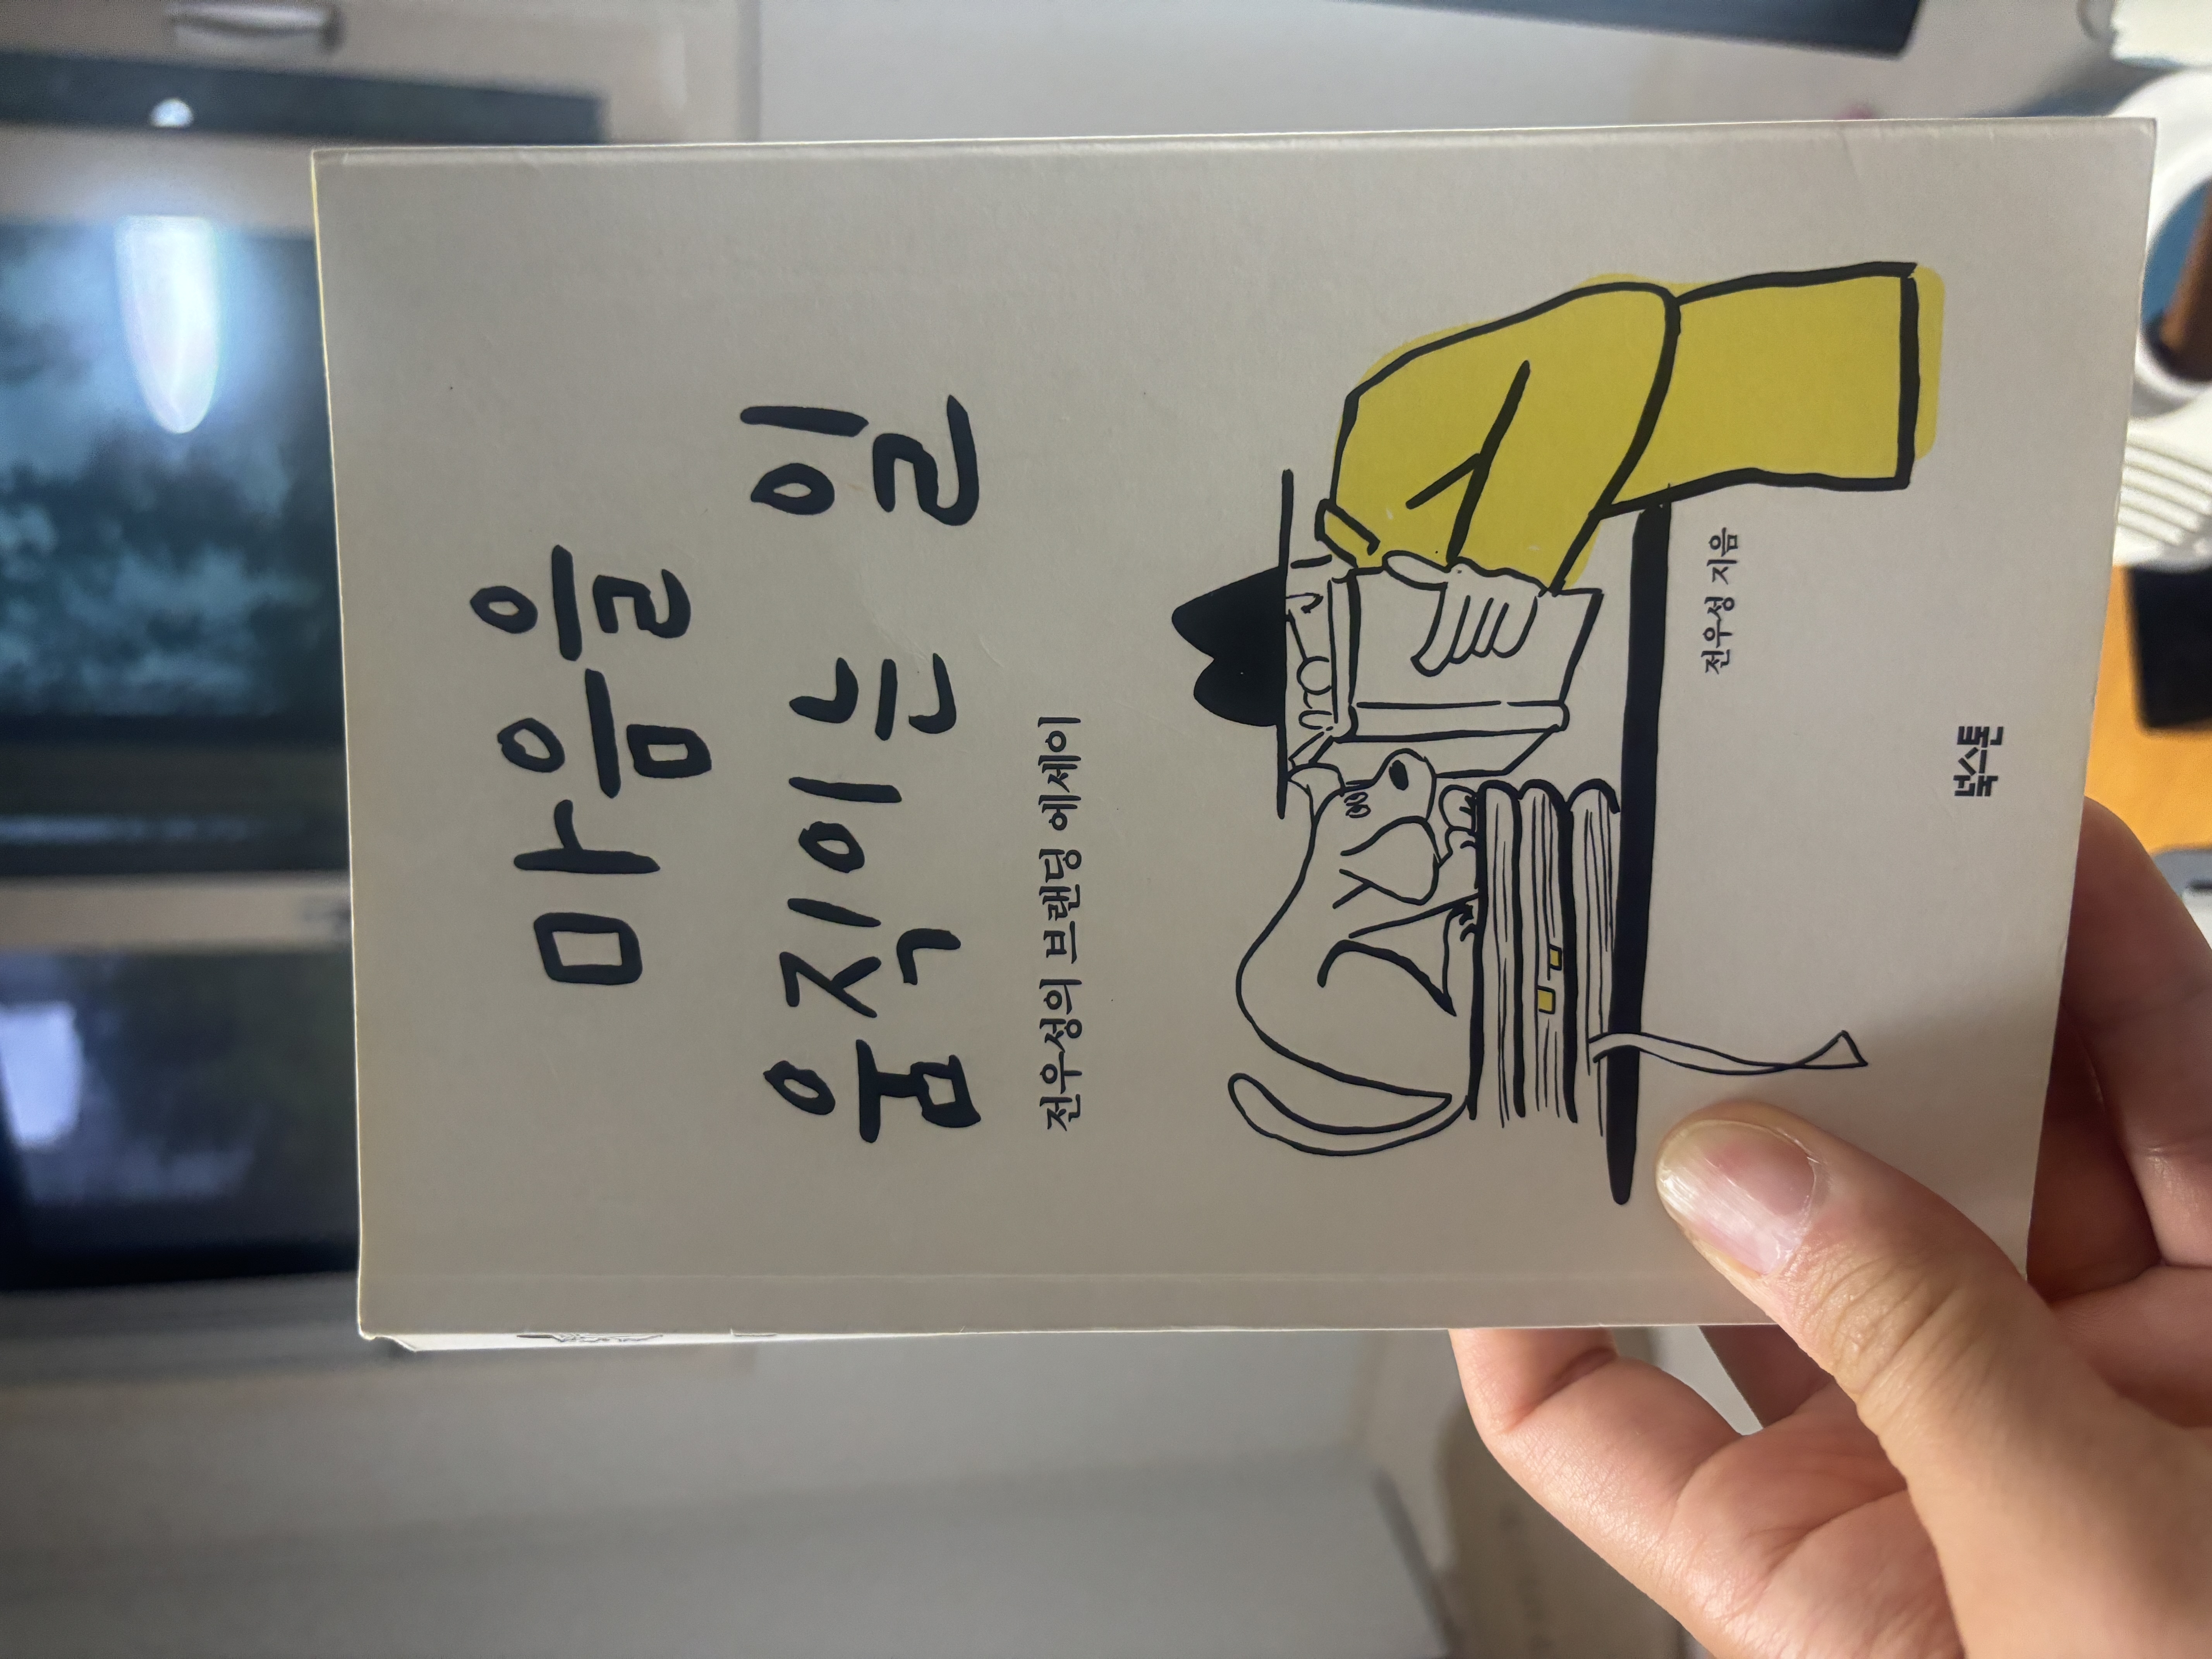 마음을
움직이는 일
전우성의 브랜딩 에세이
전우성 지음
북스톤